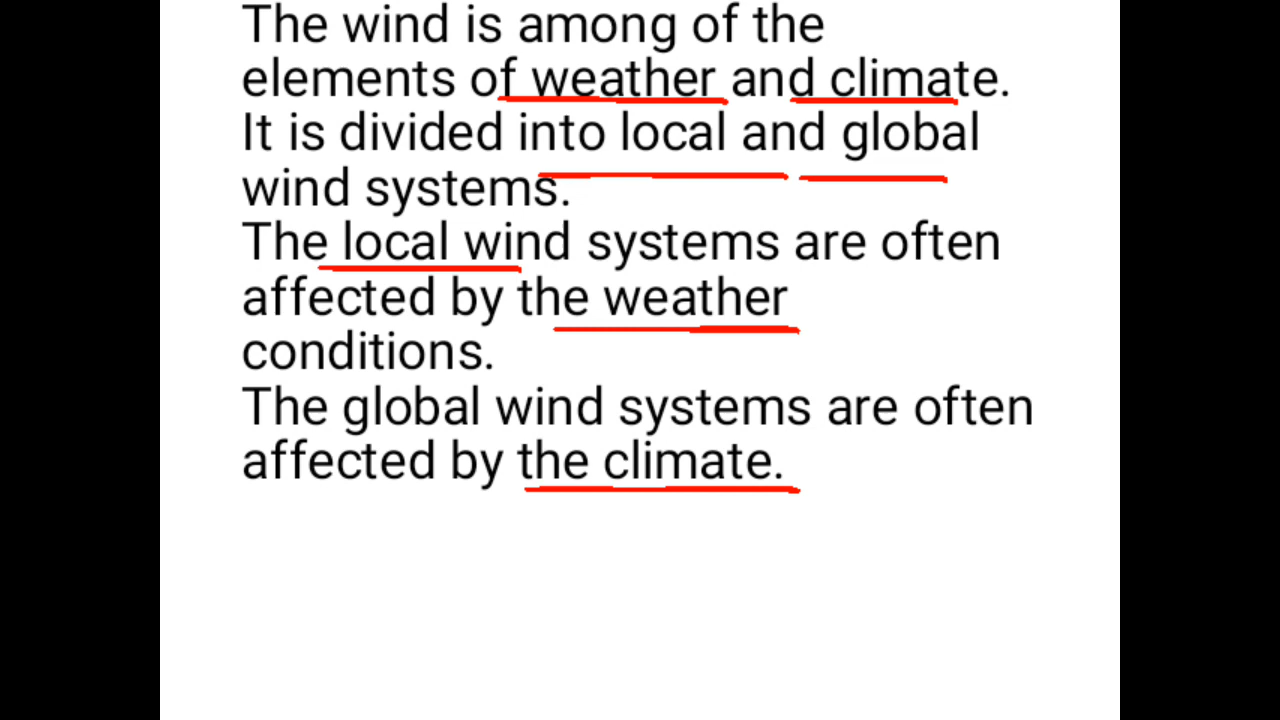 The wind is among of the
elements of weather and climate.
It is divided into local and global
wind systems.
The local wind systems are often
affected by the weather
conditions.
The global wind systems are often
affected by the climate.